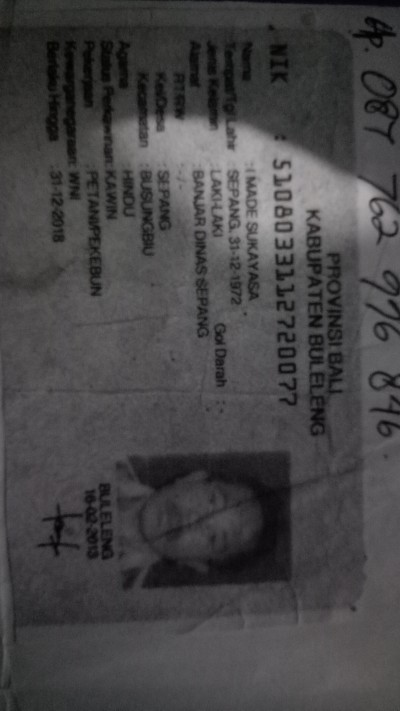 Hp. 087 762 996 846
PROVINSI BALI
KABUPATEN BULELENG
NIK : 5108033112720077
Nama : I MADE SUKAYASA
Tempat/Tgl Lahir : SEPANG, 31-12-1972
Jenis Kelamin : LAKI-LAKI Gol Darah : -
Alamat : BANJAR DINAS SEPANG
RT/RW : -/-
Kel/Desa : SEPANG
Kecamatan : BUSUNGBIU
Agama : HINDU
Status Perkawinan: KAWIN
Pekerjaan : PETANI/PEKEBUN
Kewarganegaraan: WNI
Berlaku Hingga : 31-12-2018
BULELENG
16-02-2013